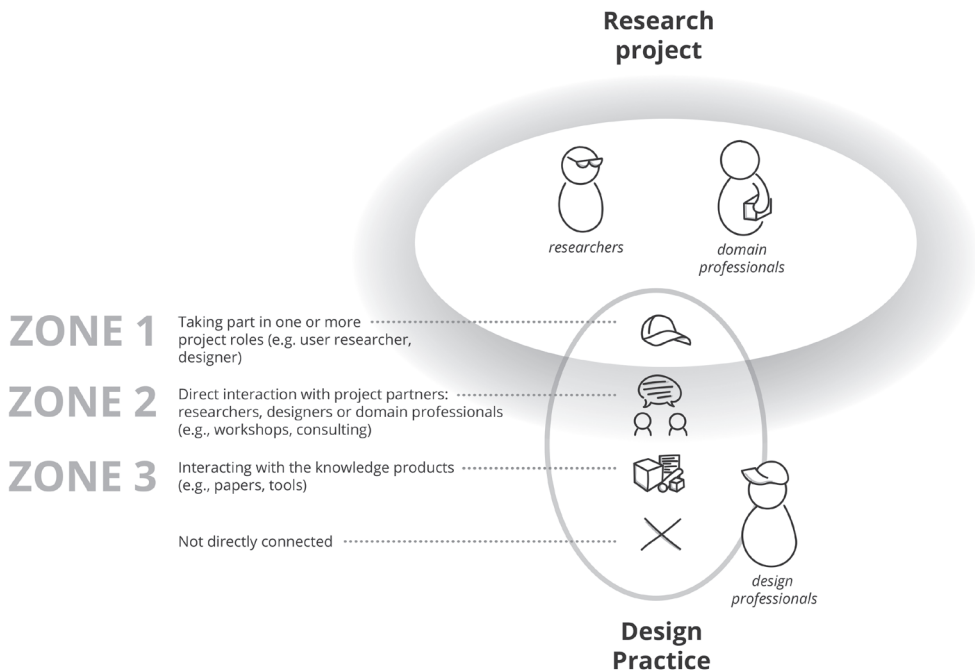 Research
project
researchers
domain
professionals
ZONE 1
Taking part in one or more
project roles (e.g. user researcher,
designer)
ZONE 2
Direct interaction with project partners:
researchers, designers or domain professionals
(e.g., workshops, consulting)
ZONE 3
Interacting with the knowledge products
(e.g., papers, tools)
Not directly connected
design
professionals
Design
Practice